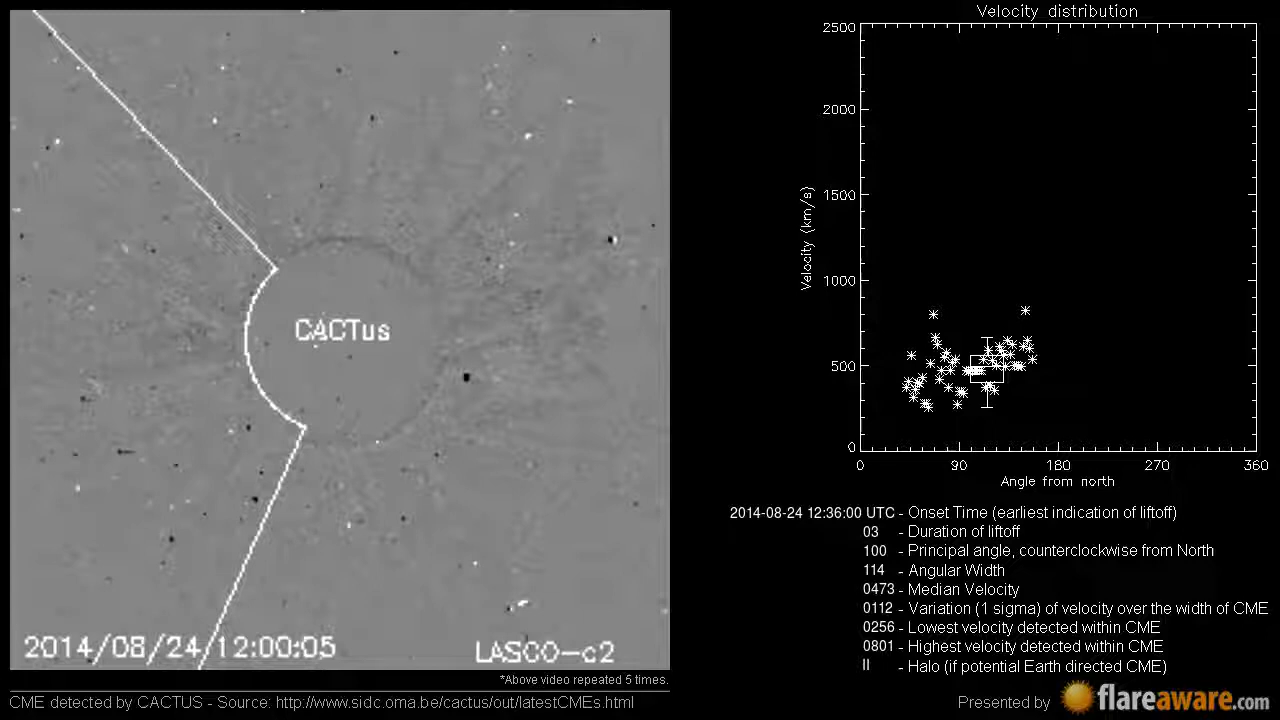 CACTus
2014/08/24/12:00:05
LASCO-c2
*Above video repeated 5 times.
CME detected by CACTUS - Source: http://www.sidc.oma.be/cactus/out/latestCMEs.html
Velocity distribution
Velocity (km/s)
2500
2000
1500
1000
500
0
0 90 180 270 360
Angle from north
2014-08-24 12:36:00 UTC - Onset Time (earliest indication of liftoff)
03 - Duration of liftoff
100 - Principal angle, counterclockwise from North
114 - Angular Width
0473 - Median Velocity
0112 - Variation (1 sigma) of velocity over the width of CME
0256 - Lowest velocity detected within CME
0801 - Highest velocity detected within CME
II - Halo (if potential Earth directed CME)
Presented by flareaware.com